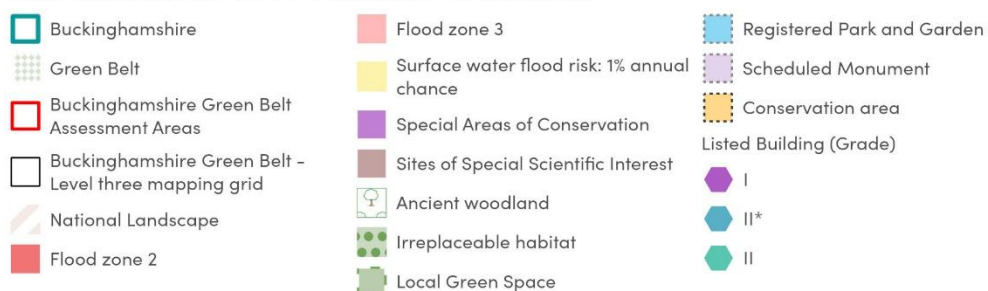 Buckinghamshire
Green Belt
Buckinghamshire Green Belt
Assessment Areas
Buckinghamshire Green Belt -
Level three mapping grid
National Landscape
Flood zone 2
Flood zone 3
Surface water flood risk: 1% annual
chance
Special Areas of Conservation
Sites of Special Scientific Interest
Ancient woodland
Irreplaceable habitat
Local Green Space
Registered Park and Garden
Scheduled Monument
Conservation area
Listed Building (Grade)
I
II*
II